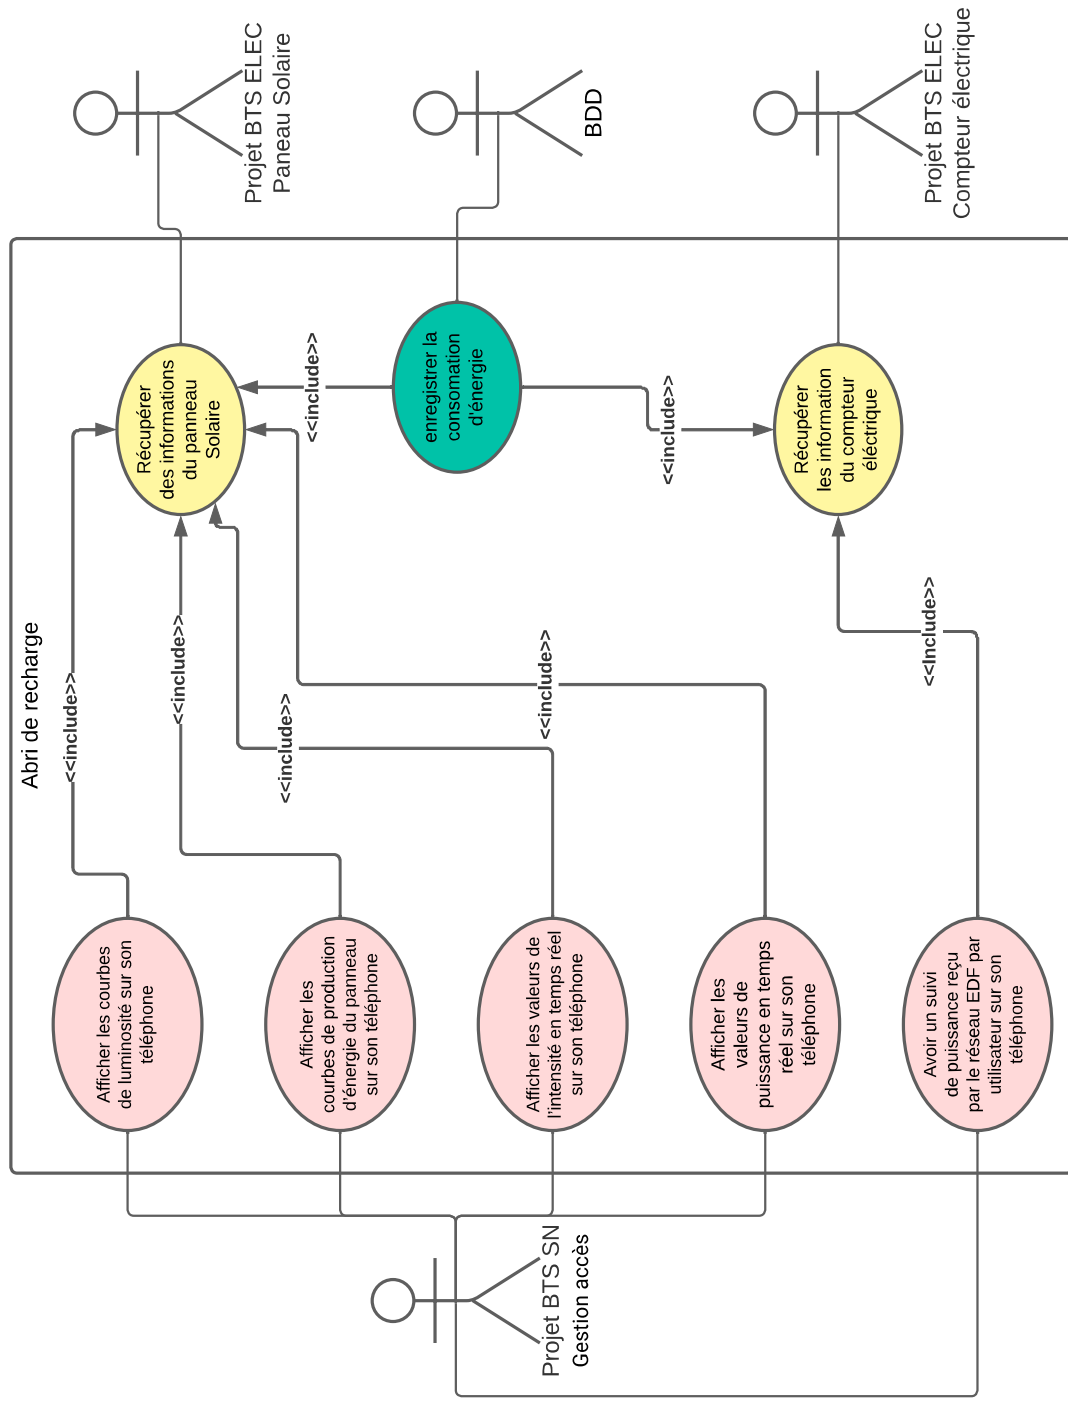 Abri de recharge
Projet BTS SN
Gestion accès
Afficher les courbes
de luminosité sur son
téléphone
Afficher les
courbes de production
d'énergie du panneau
sur son téléphone
Afficher les valeurs de
l'intensité en temps réel
sur son téléphone
Afficher les
valeurs de
puissance en temps
réel sur son
téléphone
Avoir un suivi
de puissance reçu
par le réseau EDF par
utilisateur sur son
téléphone
<<include>>
<<include>>
<<include>>
<<include>>
<<Include>>
Récupérer
des informations
du panneau
Solaire
<<include>>
enregistrer la
consomation
d'énergie
<<include>>
Récupérer
les information
du compteur
éléctrique
Projet BTS ELEC
Paneau Solaire
BDD
Projet BTS ELEC
Compteur électrique